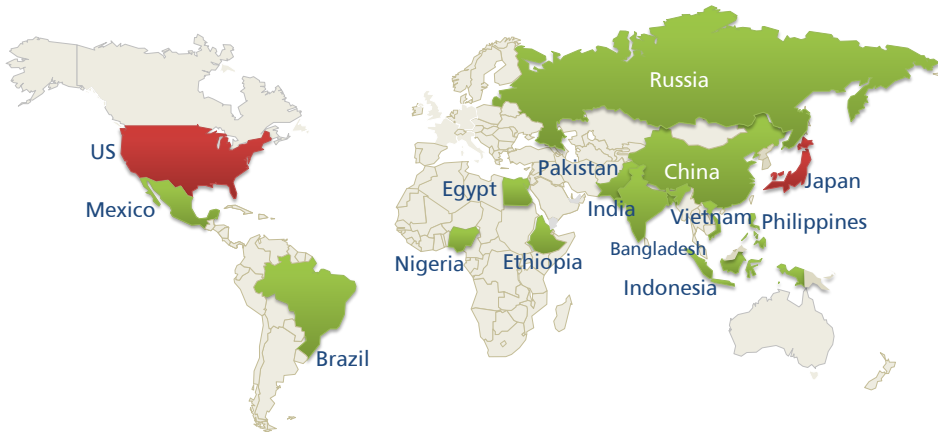 Russia
US
Pakistan
China
Egypt
Japan
Mexico
India
Vietnam
Philippines
Bangladesh
Nigeria
Ethiopia
Indonesia
Brazil